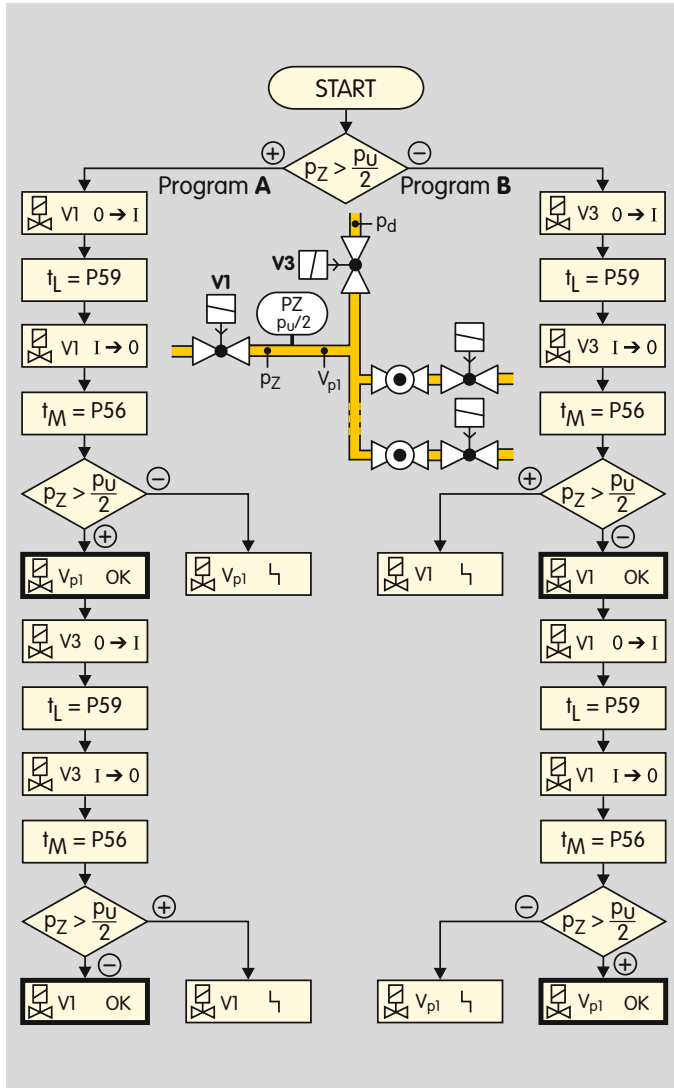 START
pZ > pu/2
+
−
Program A
Program B
V1 0 → I
tL = P59
V1 I → 0
tM = P56
pZ > pu/2
−
+
Vp1 OK
Vp1
V3 0 → I
tL = P59
V3 I → 0
tM = P56
pZ > pu/2
+
−
V1 OK
V1
pd
V3
V1
PZ
pu/2
pZ
Vp1
V3 0 → I
tL = P59
V3 I → 0
tM = P56
pZ > pu/2
+
−
V1
V1 OK
V1 0 → I
tL = P59
V1 I → 0
tM = P56
pZ > pu/2
−
+
Vp1
Vp1 OK